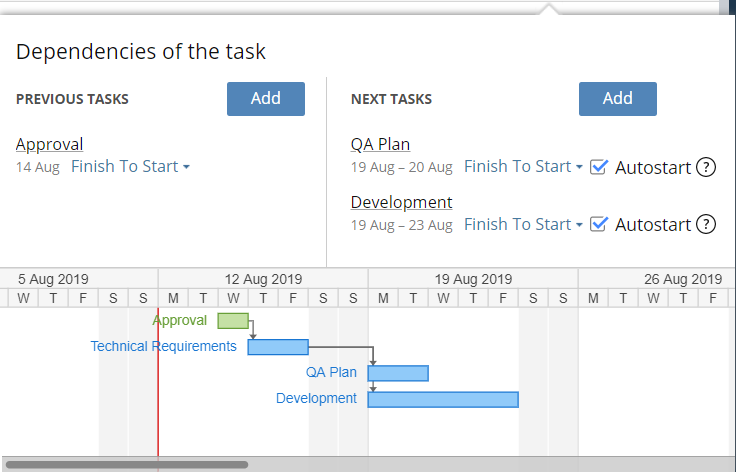 Dependencies of the task
PREVIOUS TASKS
Add
Approval
14 Aug Finish To Start
NEXT TASKS
Add
QA Plan
19 Aug – 20 Aug Finish To Start Autostart ?
Development
19 Aug – 23 Aug Finish To Start Autostart ?
5 Aug 2019 12 Aug 2019 19 Aug 2019 26 Aug 2019
W T F S S M T W T F S S M T W T F S S M T W T F
Approval
Technical Requirements
QA Plan
Development